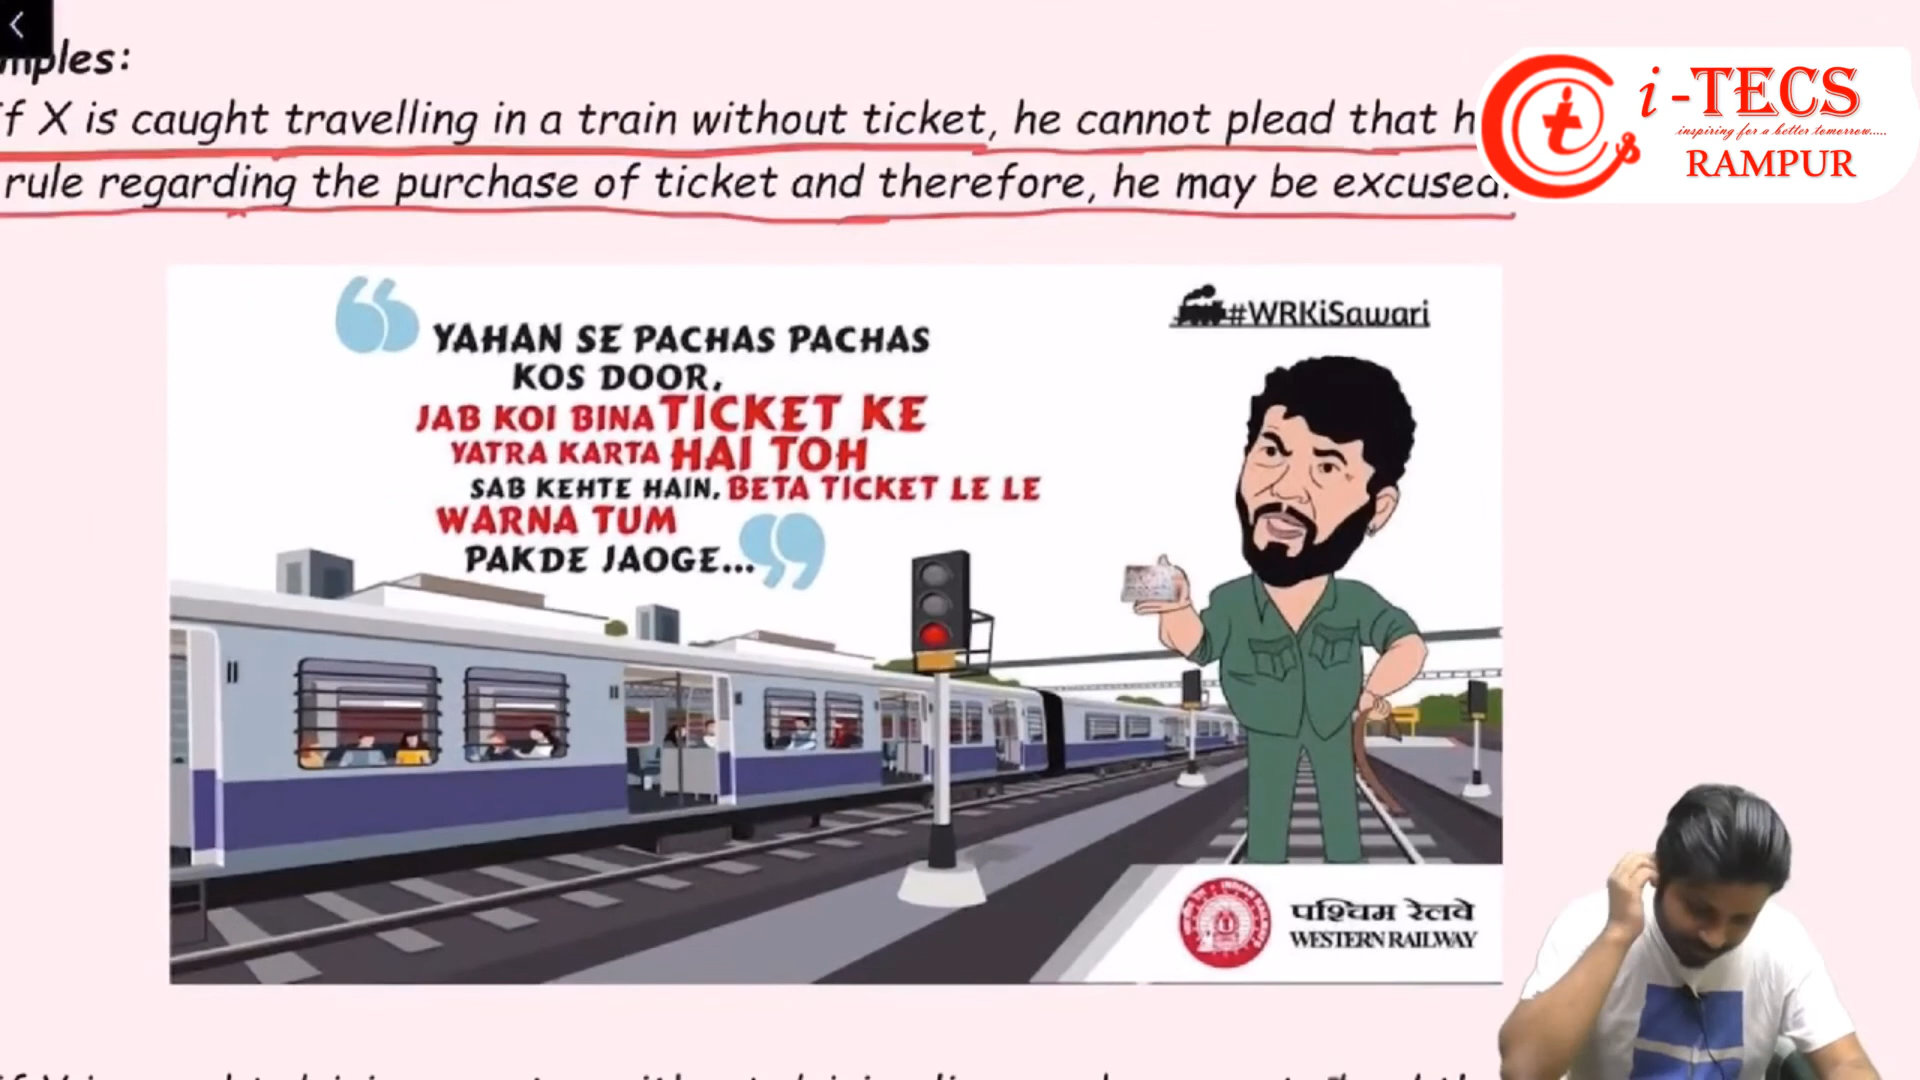 mples:
if X is caught travelling in a train without ticket, he cannot plead that h
rule regarding the purchase of ticket and therefore, he may be excused.
i-TECS
inspiring for a better tomorrow.....
RAMPUR
#WRKiSawari
YAHAN SE PACHAS PACHAS
KOS DOOR,
JAB KOI BINA TICKET KE
YATRA KARTA HAI TOH
SAB KEHTE HAIN, BETA TICKET LE LE
WARNA TUM
PAKDE JAOGE...
पश्चिम रेलवे
WESTERN RAILWAY